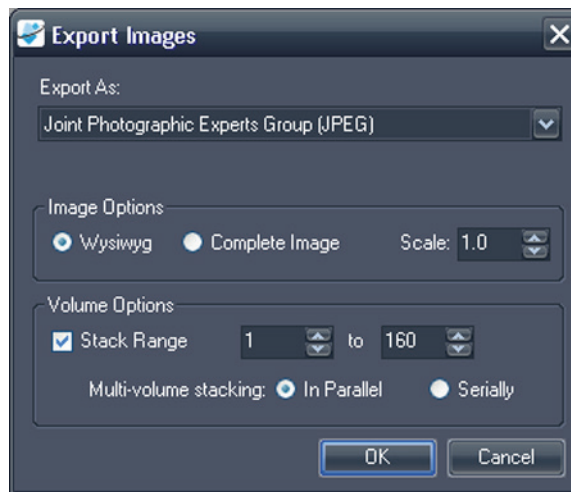 Export Images
Export As:
Joint Photographic Experts Group (JPEG)
Image Options
Wysiwyg Complete Image Scale: 1.0
Volume Options
Stack Range 1 to 160
Multi-volume stacking: In Parallel Serially
OK Cancel